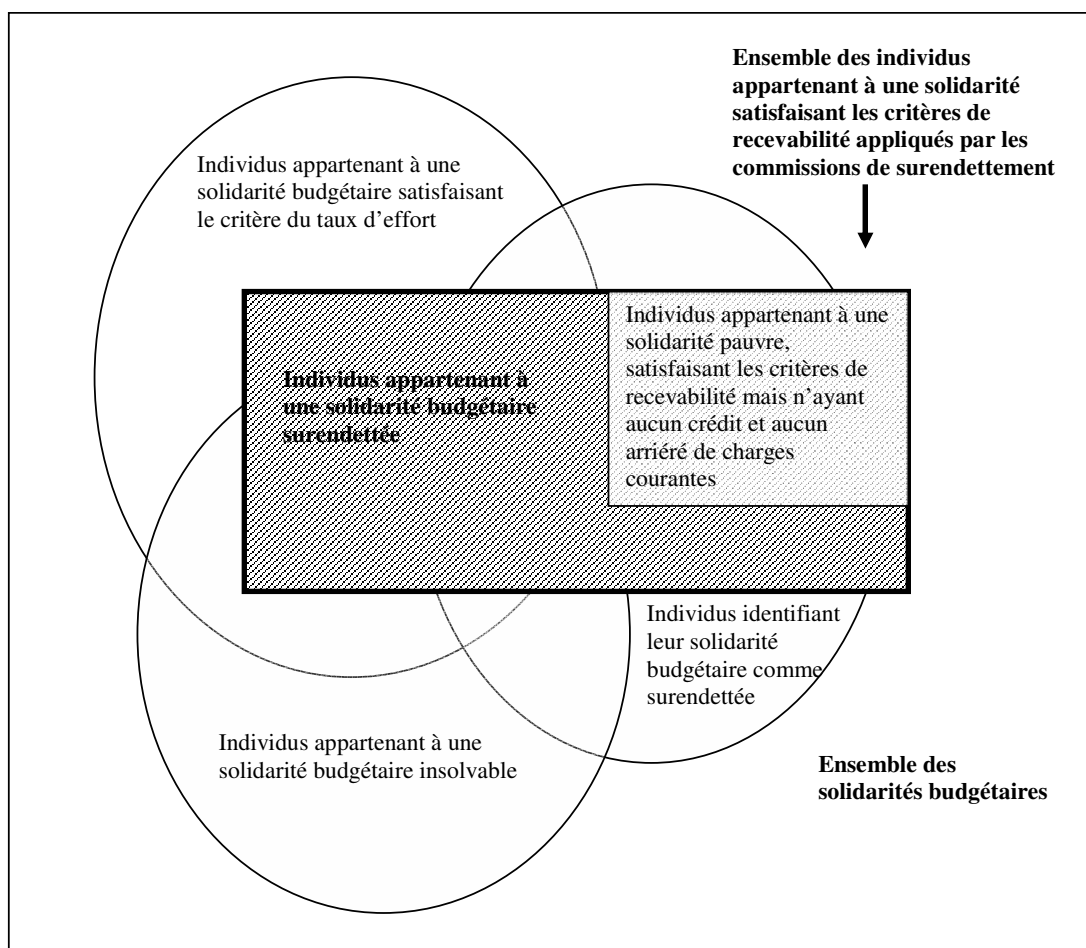 Ensemble des individus
appartenant à une solidarité
satisfaisant les critères de
recevabilité appliqués par les
commissions de surendettement
Individus appartenant à une
solidarité budgétaire satisfaisant
le critère du taux d’effort
Individus appartenant à une
solidarité pauvre,
satisfaisant les critères de
recevabilité mais n’ayant
aucun crédit et aucun
arriéré de charges
courantes
Individus appartenant à
une solidarité budgétaire
surendettée
Individus identifiant
leur solidarité
budgétaire comme
surendettée
Individus appartenant à une
solidarité budgétaire insolvable
Ensemble des
solidarités budgétaires